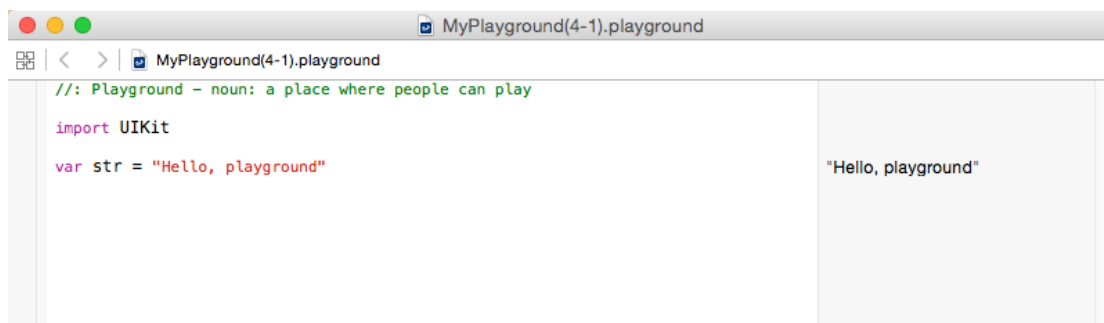 MyPlayground(4-1).playground
MyPlayground(4-1).playground
//: Playground – noun: a place where people can play
import UIKit
var str = "Hello, playground"
"Hello, playground"